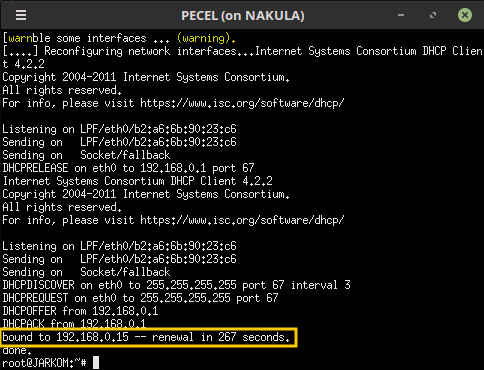 PECEL (on NAKULA)
[warnble some interfaces ... (warning).
[....] Reconfiguring network interfaces...Internet Systems Consortium DHCP Clien
t 4.2.2
Copyright 2004-2011 Internet Systems Consortium.
All rights reserved.
For info, please visit https://www.isc.org/software/dhcp/
Listening on LPF/eth0/b2:a6:6b:90:23:c6
Sending on   LPF/eth0/b2:a6:6b:90:23:c6
Sending on   Socket/fallback
DHCPRELEASE on eth0 to 192.168.0.1 port 67
Internet Systems Consortium DHCP Client 4.2.2
Copyright 2004-2011 Internet Systems Consortium.
All rights reserved.
For info, please visit https://www.isc.org/software/dhcp/
Listening on LPF/eth0/b2:a6:6b:90:23:c6
Sending on   LPF/eth0/b2:a6:6b:90:23:c6
Sending on   Socket/fallback
DHCPDISCOVER on eth0 to 255.255.255.255 port 67 interval 3
DHCPREQUEST on eth0 to 255.255.255.255 port 67
DHCPOFFER from 192.168.0.1
DHCPACK from 192.168.0.1
bound to 192.168.0.15 -- renewal in 267 seconds.
done.
root@JARKOM:~#